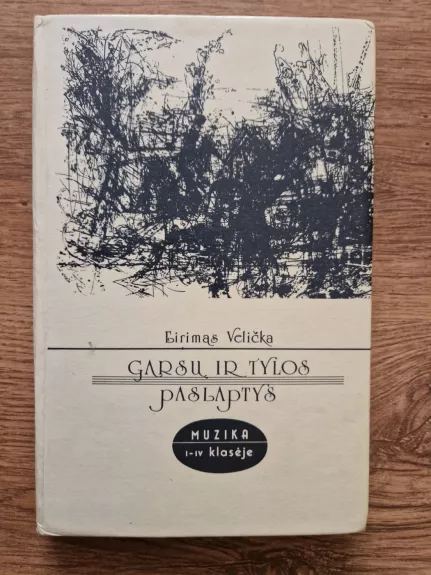 Eirimas Velička
GARSŲ IR TYLOS
PASLAPTYS
MUZIKA
I-IV klasėje